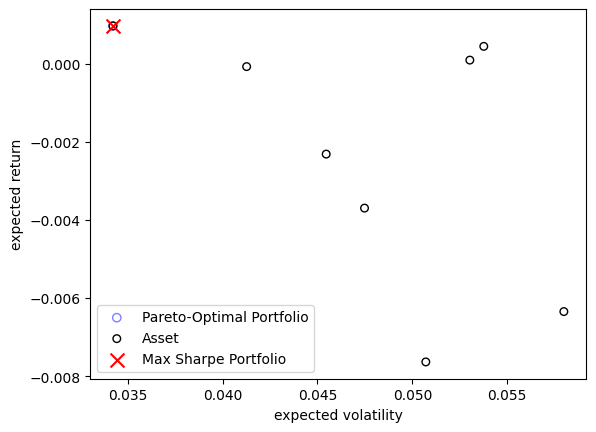 0.000
−0.002
−0.004
−0.006
−0.008
expected return
Pareto-Optimal Portfolio
Asset
Max Sharpe Portfolio
0.035
0.040
0.045
0.050
0.055
expected volatility